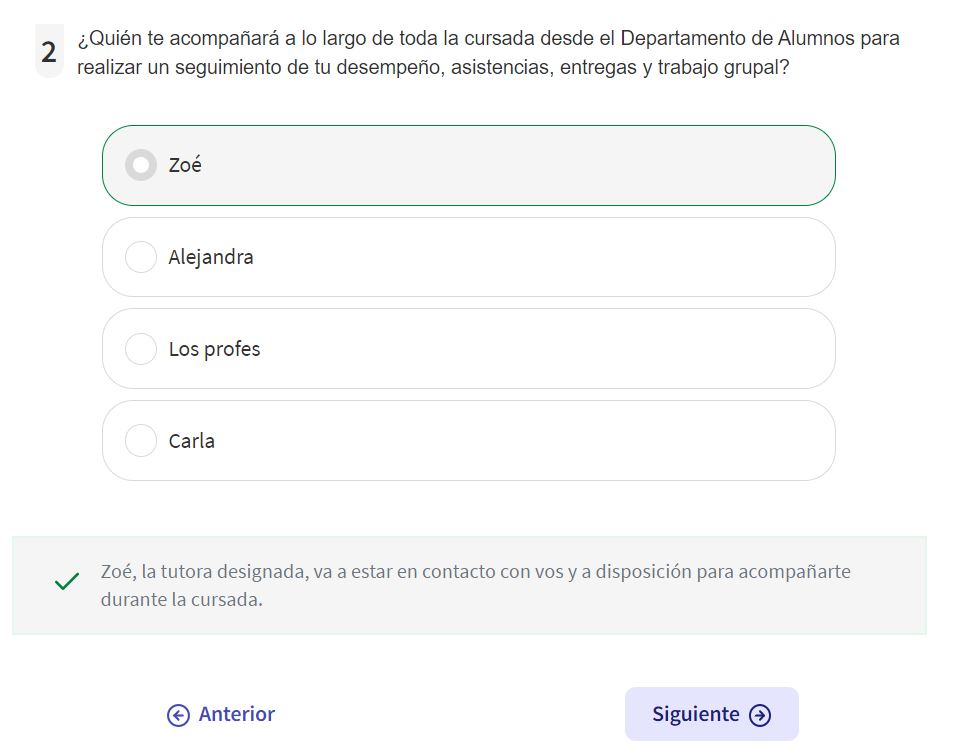 2
¿Quién te acompañará a lo largo de toda la cursada desde el Departamento de Alumnos para
realizar un seguimiento de tu desempeño, asistencias, entregas y trabajo grupal?
Zoé
Alejandra
Los profes
Carla
Zoé, la tutora designada, va a estar en contacto con vos y a disposición para acompañarte
durante la cursada.
Anterior
Siguiente